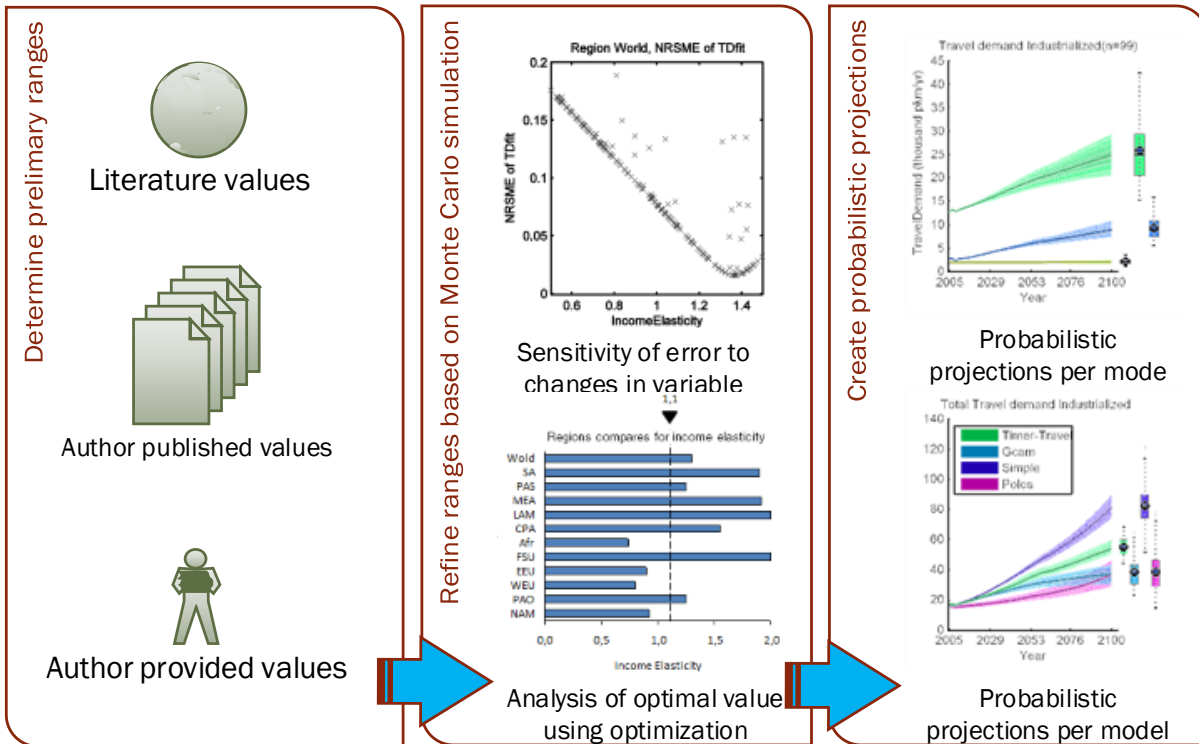 Determine prelimary ranges
Literature values
Author published values
Author provided values
Refine ranges based on Monte Carlo simulation
Region World, NRSME of TDfit
NRSME of TDfit
0.2
0.15
0.1
0.05
0
0.6 0.8 1 1.2 1.4
IncomeElasticity
Sensitivity of error to
changes in variable
1,1
Regions compares for income elasticity
Wold
SA
PAS
MEA
LAM
CPA
Afr
FSU
EEU
WEU
PAO
NAM
0,0 0,5 1,0 1,5 2,0
Income Elasticity
Analysis of optimal value
using optimization
Create probabilistic projections
Travel demand Industrialized(n=99)
TravelDemand (thousand pkm/yr)
45
40
35
30
25
20
15
10
5
0
2005 2029 2053 2076 2100
Year
Probabilistic
projections per mode
Total Travel demand Industrialized
140
120
100
80
60
40
20
0
Timer-Travel
Gcam
Simple
Poles
2005 2029 2053 2076 2100
Year
Probabilistic
projections per model